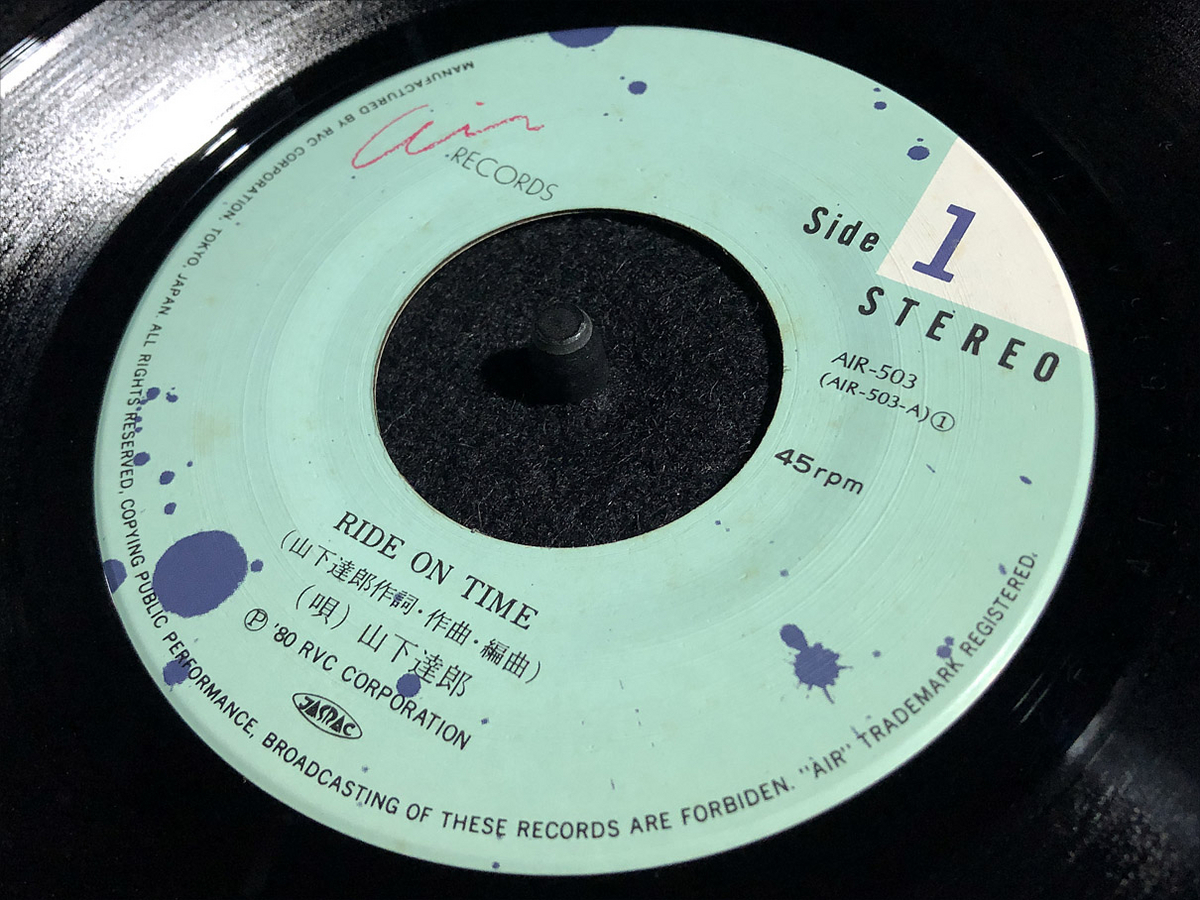 air
RECORDS
Side 1
STEREO
AIR-503
(AIR-503-A)①
45rpm
RIDE ON TIME
(山下達郎作詞・作曲・編曲)
(唄) 山下達郎
Ⓟ '80 RVC CORPORATION
JASRAC
MANUFACTURED BY RVC CORPORATION, TOKYO, JAPAN. ALL RIGHTS RESERVED, COPYING PUBLIC PERFORMANCE, BROADCASTING OF THESE RECORDS ARE FORBIDEN. "AIR" TRADEMARK REGISTERED.